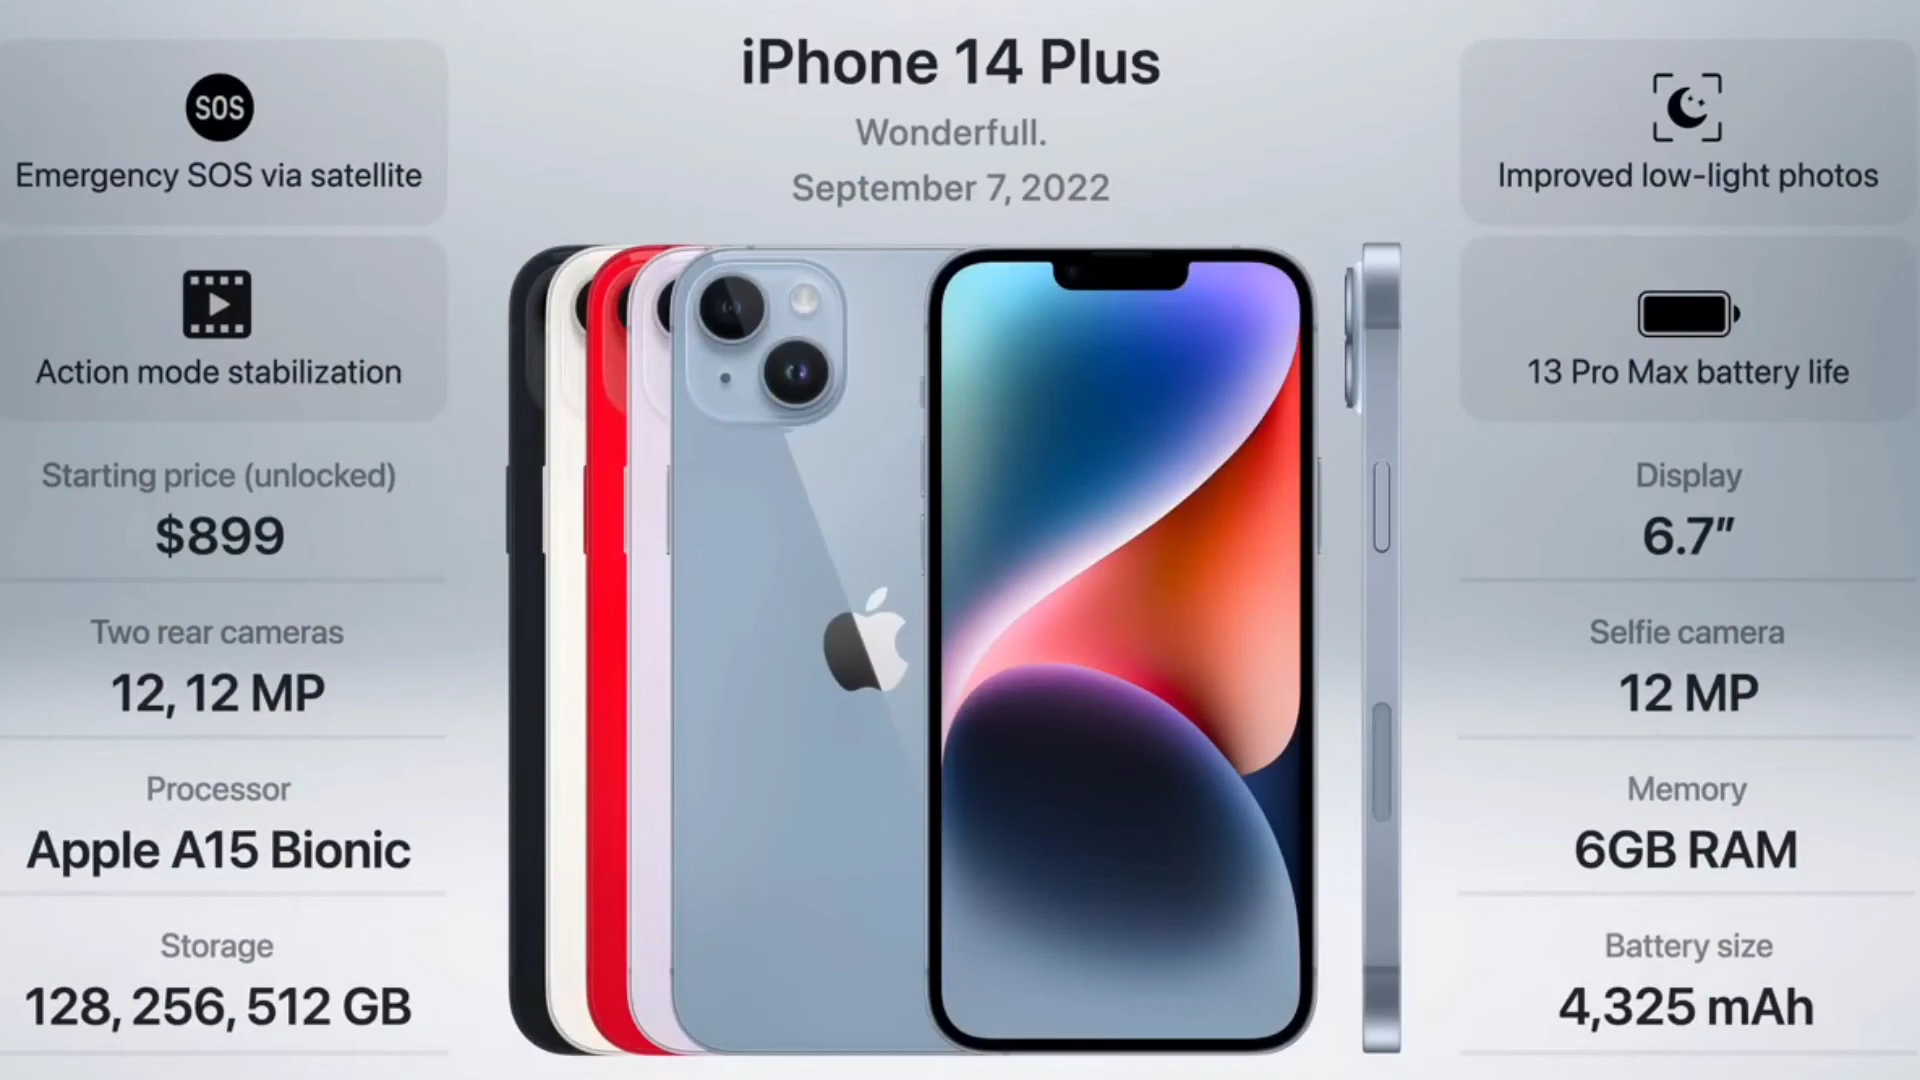 iPhone 14 Plus
Wonderfull.
September 7, 2022
SOS
Emergency SOS via satellite
Action mode stabilization
Starting price (unlocked)
$899
Two rear cameras
12, 12 MP
Processor
Apple A15 Bionic
Storage
128, 256, 512 GB
Improved low-light photos
13 Pro Max battery life
Display
6.7″
Selfie camera
12 MP
Memory
6GB RAM
Battery size
4,325 mAh